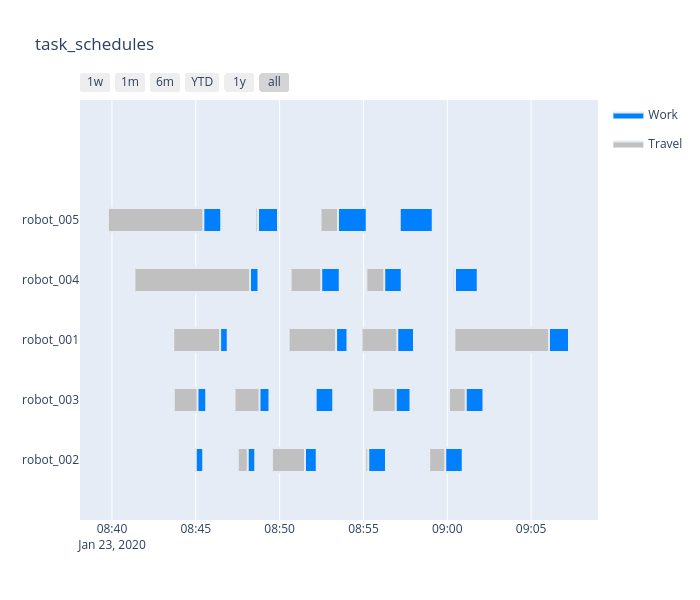 task_schedules
1w 1m 6m YTD 1y all
Work
Travel
robot_005
robot_004
robot_001
robot_003
robot_002
08:40 08:45 08:50 08:55 09:00 09:05
Jan 23, 2020